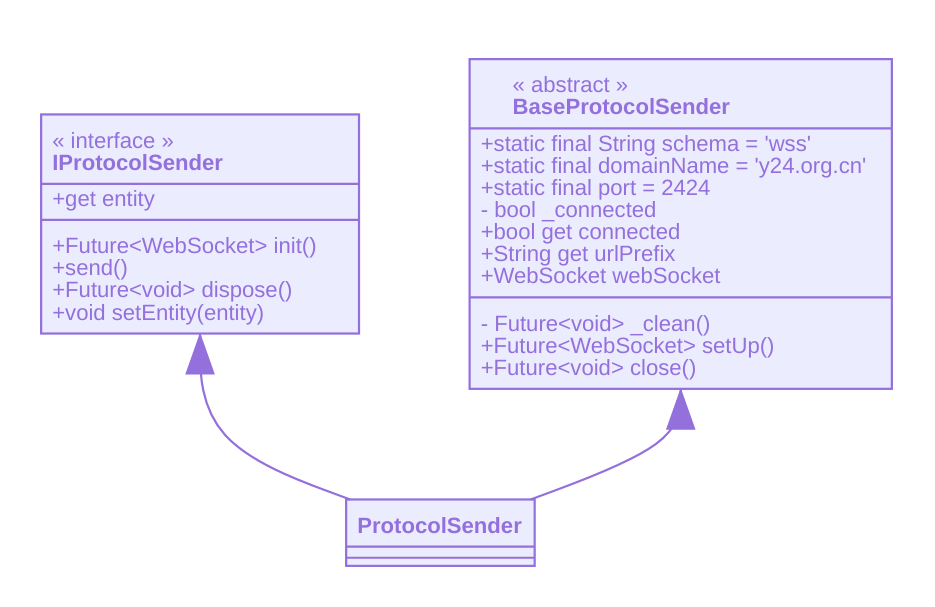 « interface »
IProtocolSender
+get entity
+Future<WebSocket> init()
+send()
+Future<void> dispose()
+void setEntity(entity)
« abstract »
BaseProtocolSender
+static final String schema = 'wss'
+static final domainName = 'y24.org.cn'
+static final port = 2424
- bool _connected
+bool get connected
+String get urlPrefix
+WebSocket webSocket
- Future<void> _clean()
+Future<WebSocket> setUp()
+Future<void> close()
ProtocolSender